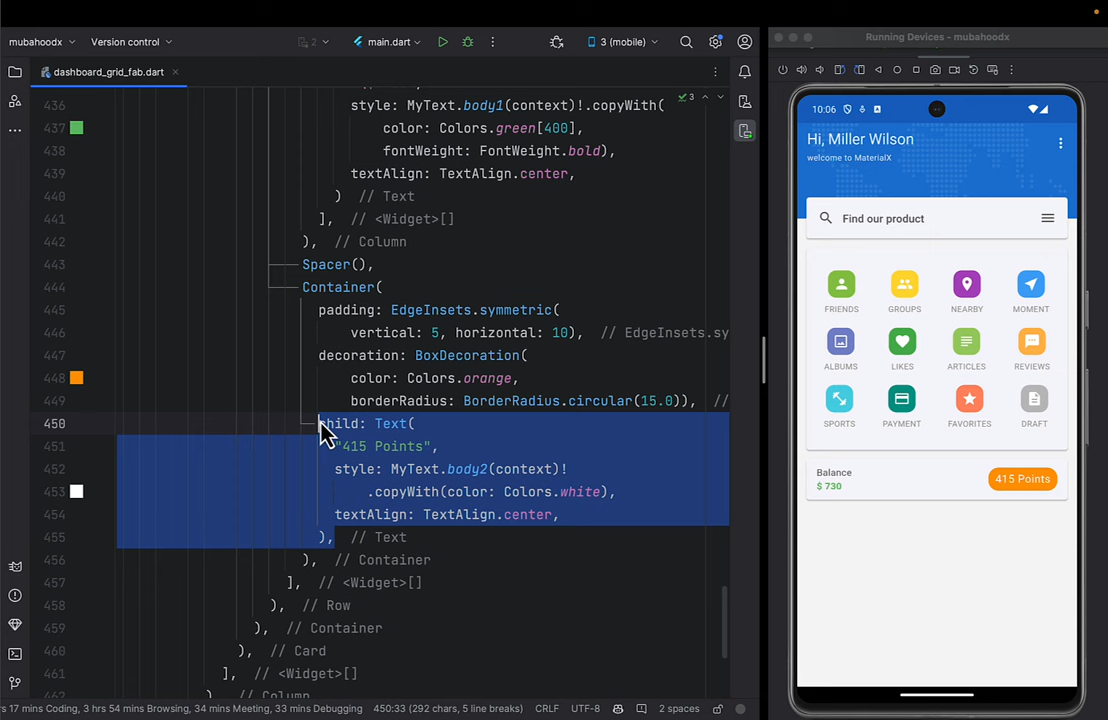 mubahoodx
Version control
2
main.dart
3 (mobile)
Running Devices - mubahoodx
dashboard_grid_fab.dart
3
436 style: MyText.body1(context)!.copyWith(
437 color: Colors.green[400],
438 fontWeight: FontWeight.bold),
439 textAlign: TextAlign.center,
440 ) // Text
441 ], // <Widget>[]
442 ), // Column
443 Spacer(),
444 Container(
445 padding: EdgeInsets.symmetric(
446 vertical: 5, horizontal: 10), // EdgeInsets.sy
447 decoration: BoxDecoration(
448 color: Colors.orange,
449 borderRadius: BorderRadius.circular(15.0)), //
450 child: Text(
451 "415 Points",
452 style: MyText.body2(context)!
453 .copyWith(color: Colors.white),
454 textAlign: TextAlign.center,
455 ), // Text
456 ), // Container
457 ], // <Widget>[]
458 ), // Row
459 ), // Container
460 ), // Card
461 ], // <Widget>[]
462 ), // Column
s 17 mins Coding, 3 hrs 54 mins Browsing, 34 mins Meeting, 33 mins Debugging
450:33 (292 chars, 5 line breaks)
CRLF
UTF-8
2 spaces
10:06
Hi, Miller Wilson
welcome to MaterialX
Find our product
FRIENDS
GROUPS
NEARBY
MOMENT
ALBUMS
LIKES
ARTICLES
REVIEWS
SPORTS
PAYMENT
FAVORITES
DRAFT
Balance
$ 730
415 Points